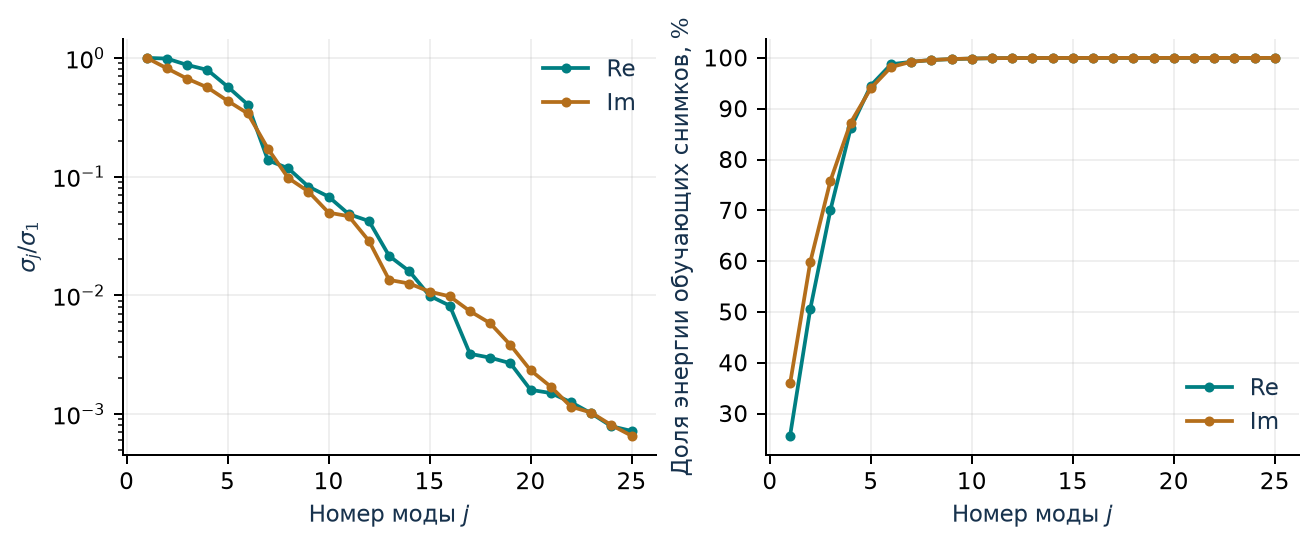 10⁰
10⁻¹
10⁻²
10⁻³
σⱼ/σ₁
0 5 10 15 20 25
Номер моды j
Re
Im
Доля энергии обучающих снимков, %
100
90
80
70
60
50
40
30
0 5 10 15 20 25
Номер моды j
Re
Im